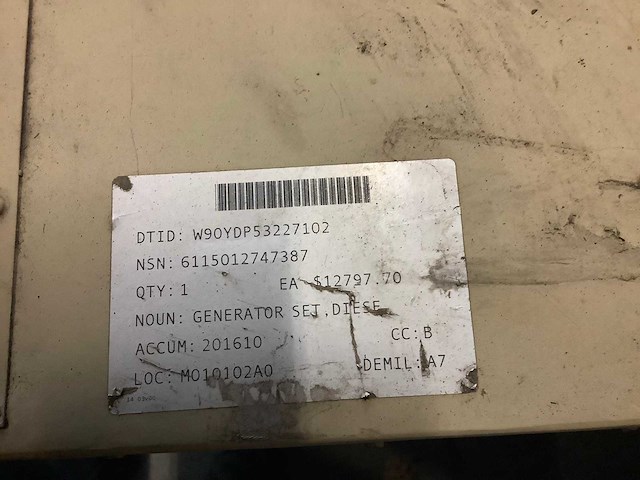 DTID: W90YDP53227102
NSN: 6115012747387
QTY: 1 EA $12797.70
NOUN: GENERATOR SET,DIESE
ACCUM: 201610 CC: B
LOC: M010102A0 DEMIL: A7